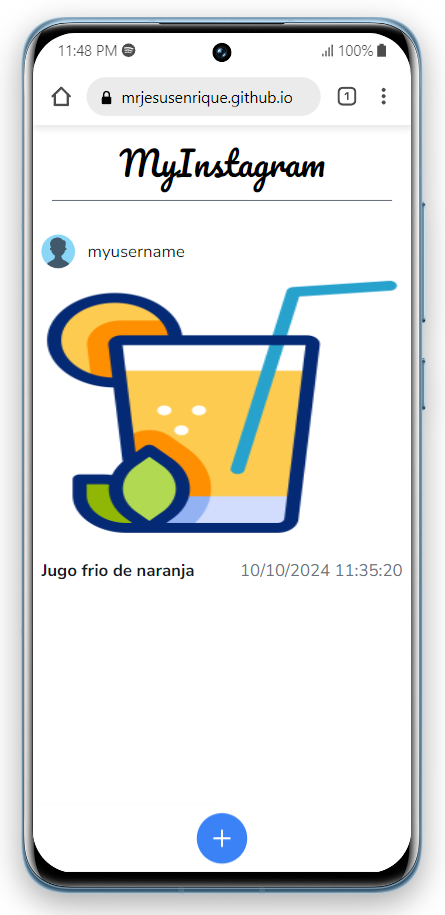 11:48 PM 100%
mrjesusenrique.github.io 1
MyInstagram
myusername
Jugo frio de naranja 10/10/2024 11:35:20